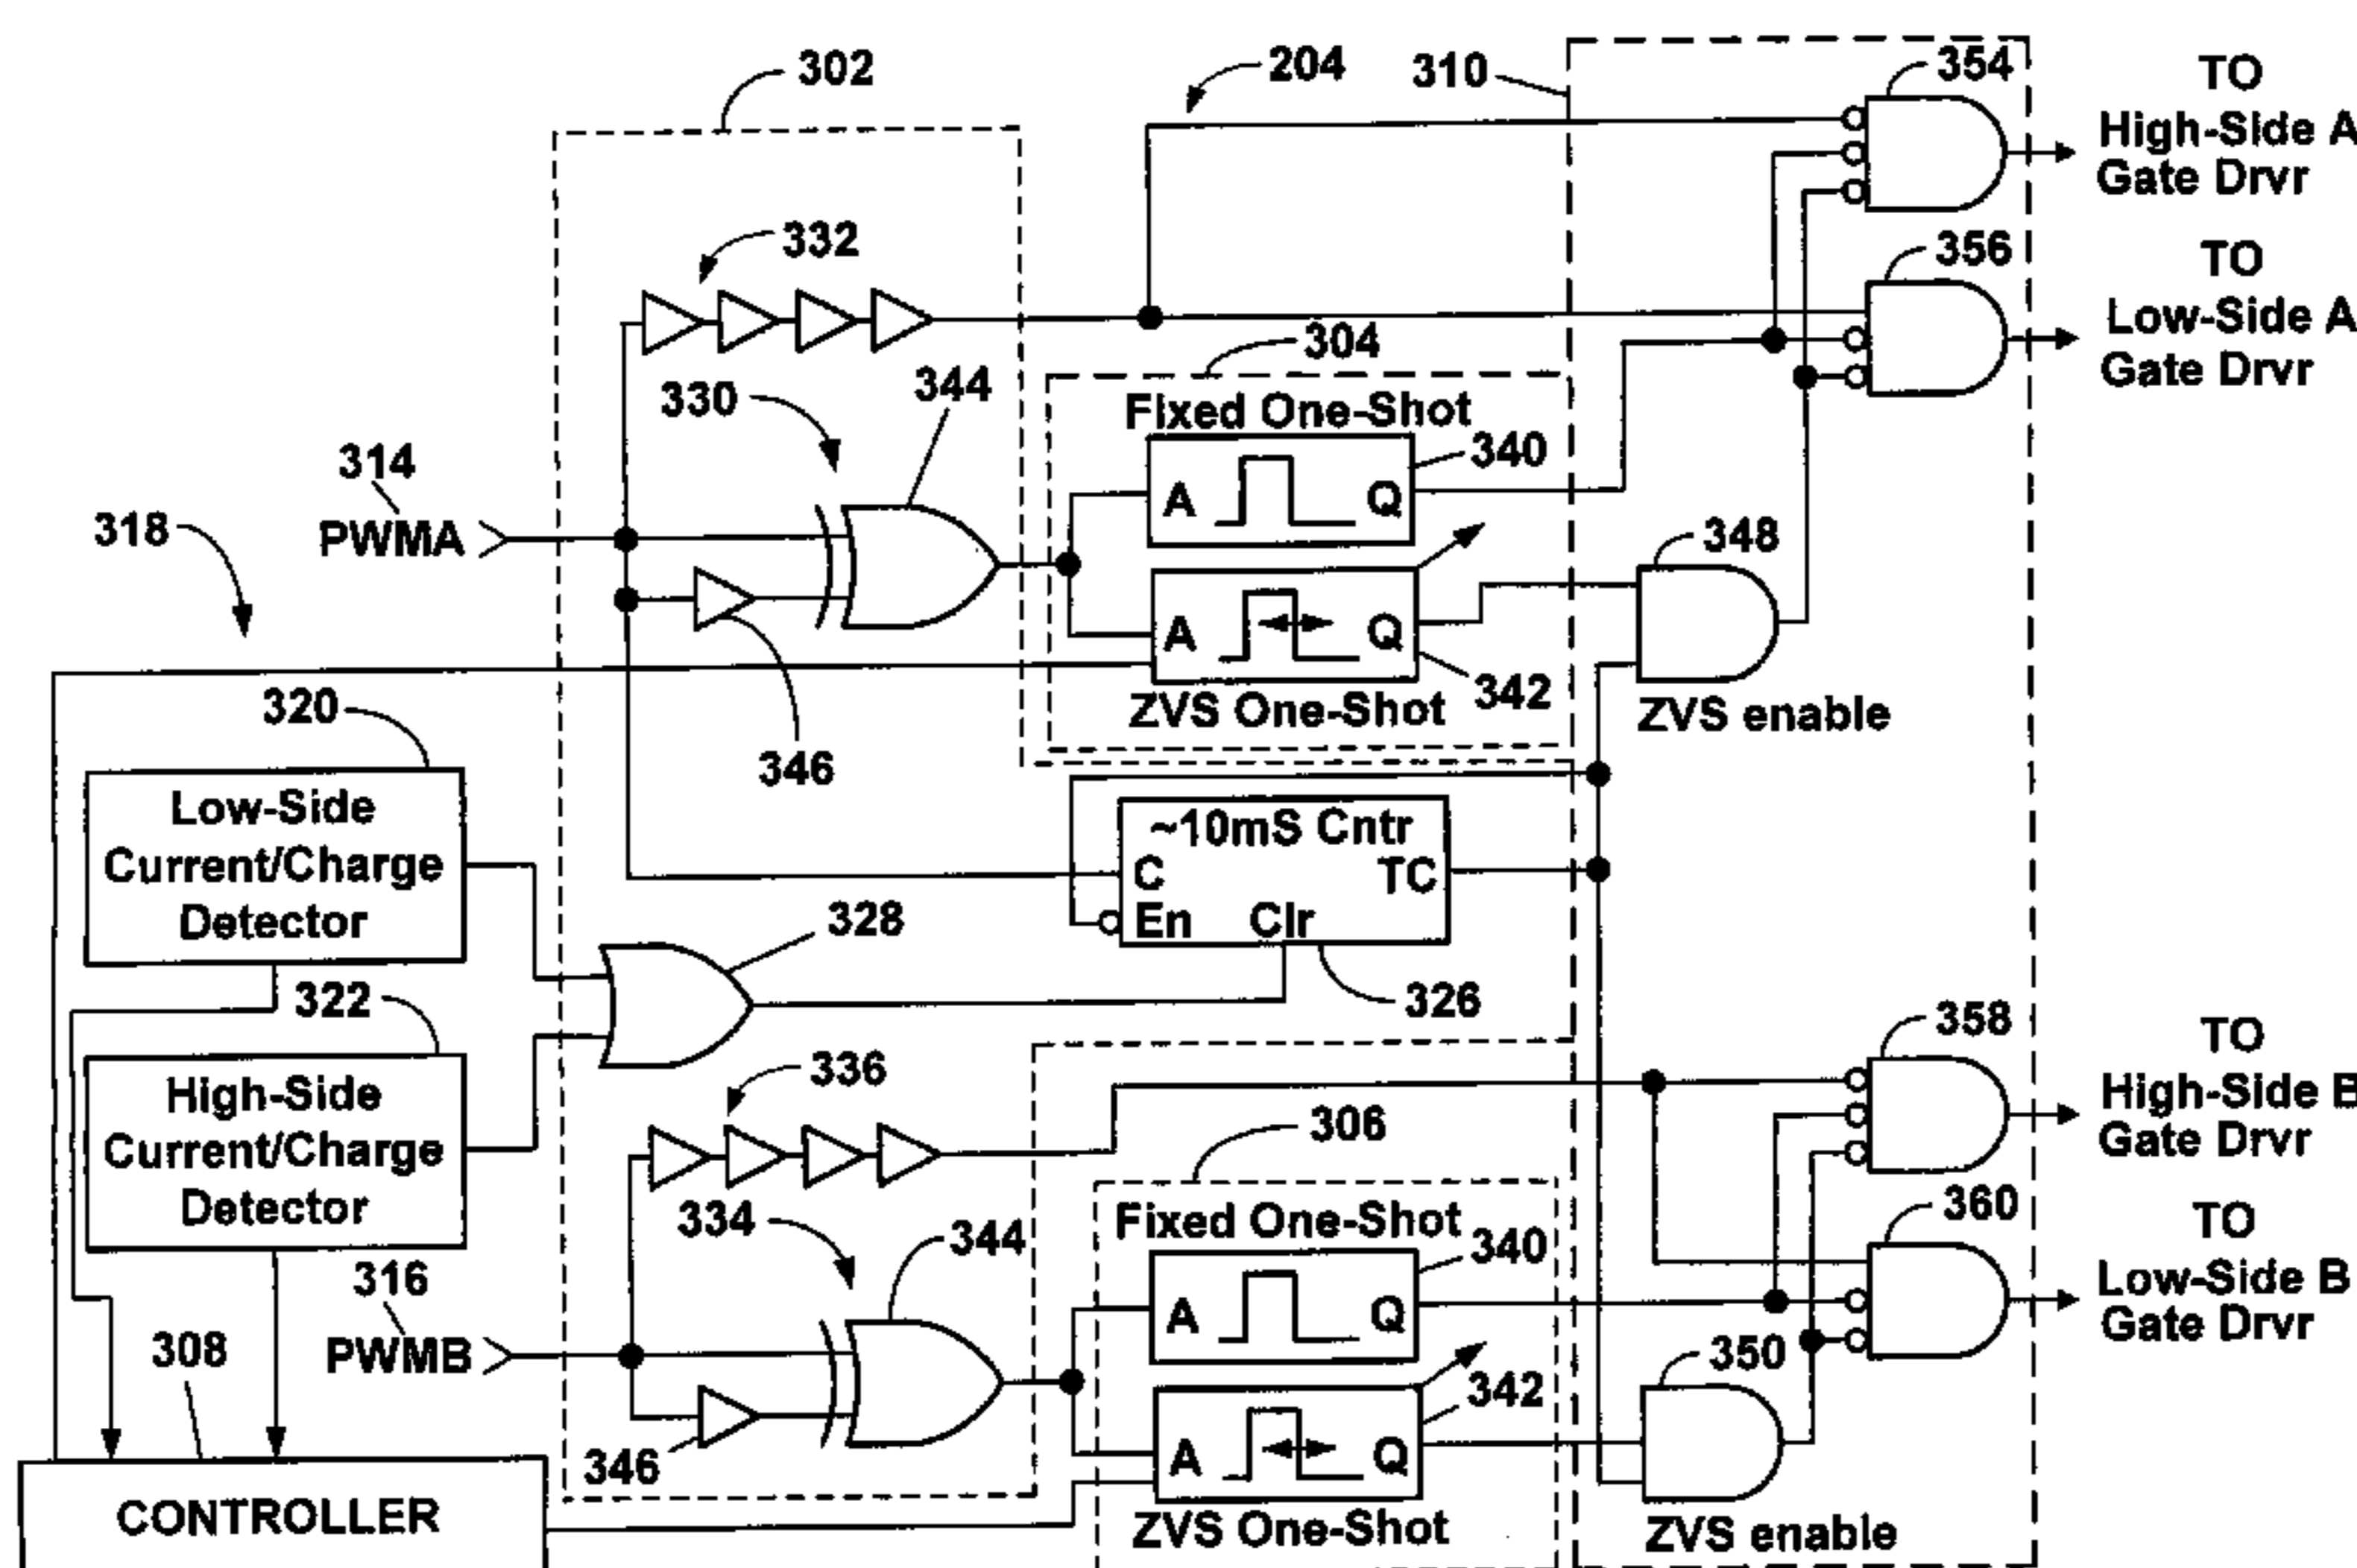 302
204
310
354
TO
High-Side A
Gate Drvr
332
356
TO
Low-Side A
Gate Drvr
304
330
344
Fixed One-Shot
340
A
Q
314
PWMA
318
348
A
Q
342
ZVS One-Shot
ZVS enable
320
346
Low-Side
Current/Charge
Detector
~10mS Cntr
C
TC
En
Clr
328
326
322
High-Side
Current/Charge
Detector
336
358
TO
High-Side B
Gate Drvr
306
334
344
Fixed One-Shot
340
A
Q
360
TO
Low-Side B
Gate Drvr
316
PWMB
308
350
342
346
A
Q
CONTROLLER
ZVS One-Shot
ZVS enable